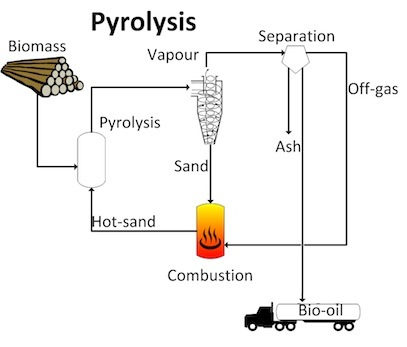 Pyrolysis
Biomass
Vapour
Separation
Off-gas
Pyrolysis
Ash
Sand
Hot-sand
Combustion
Bio-oil